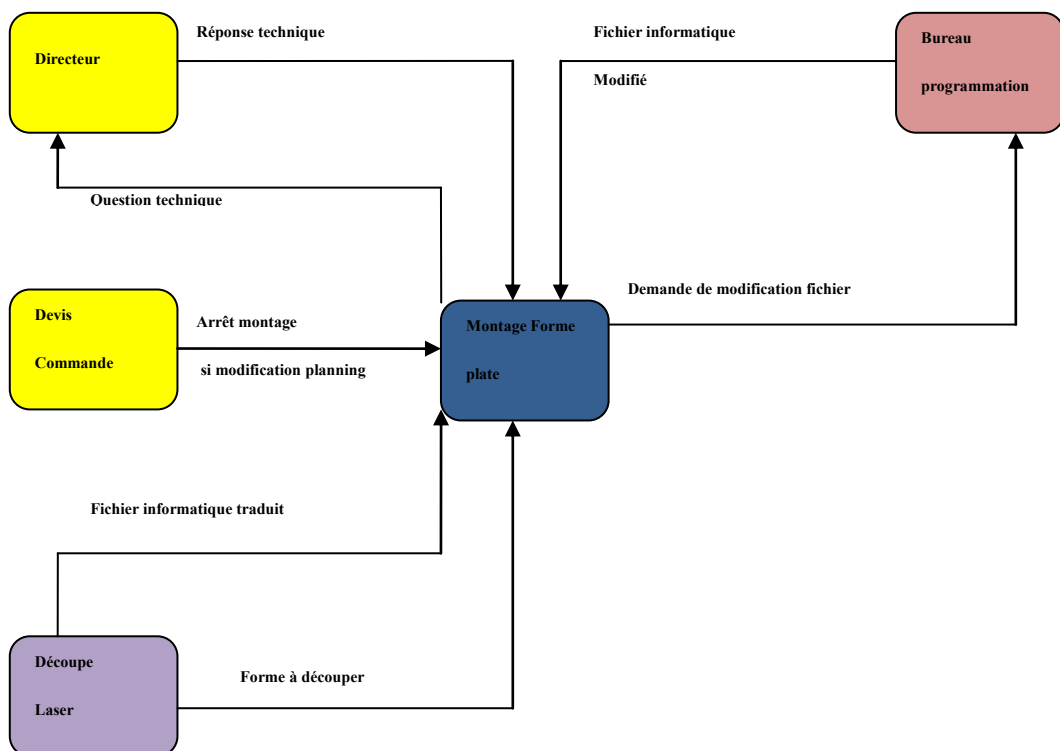 Réponse technique
Fichier informatique
Bureau
Directeur
Modifié
programmation
Question technique
Demande de modification fichier
Devis
Arrêt montage
Montage Forme
Commande
si modification planning
plate
Fichier informatique traduit
Découpe
Forme à découper
Laser